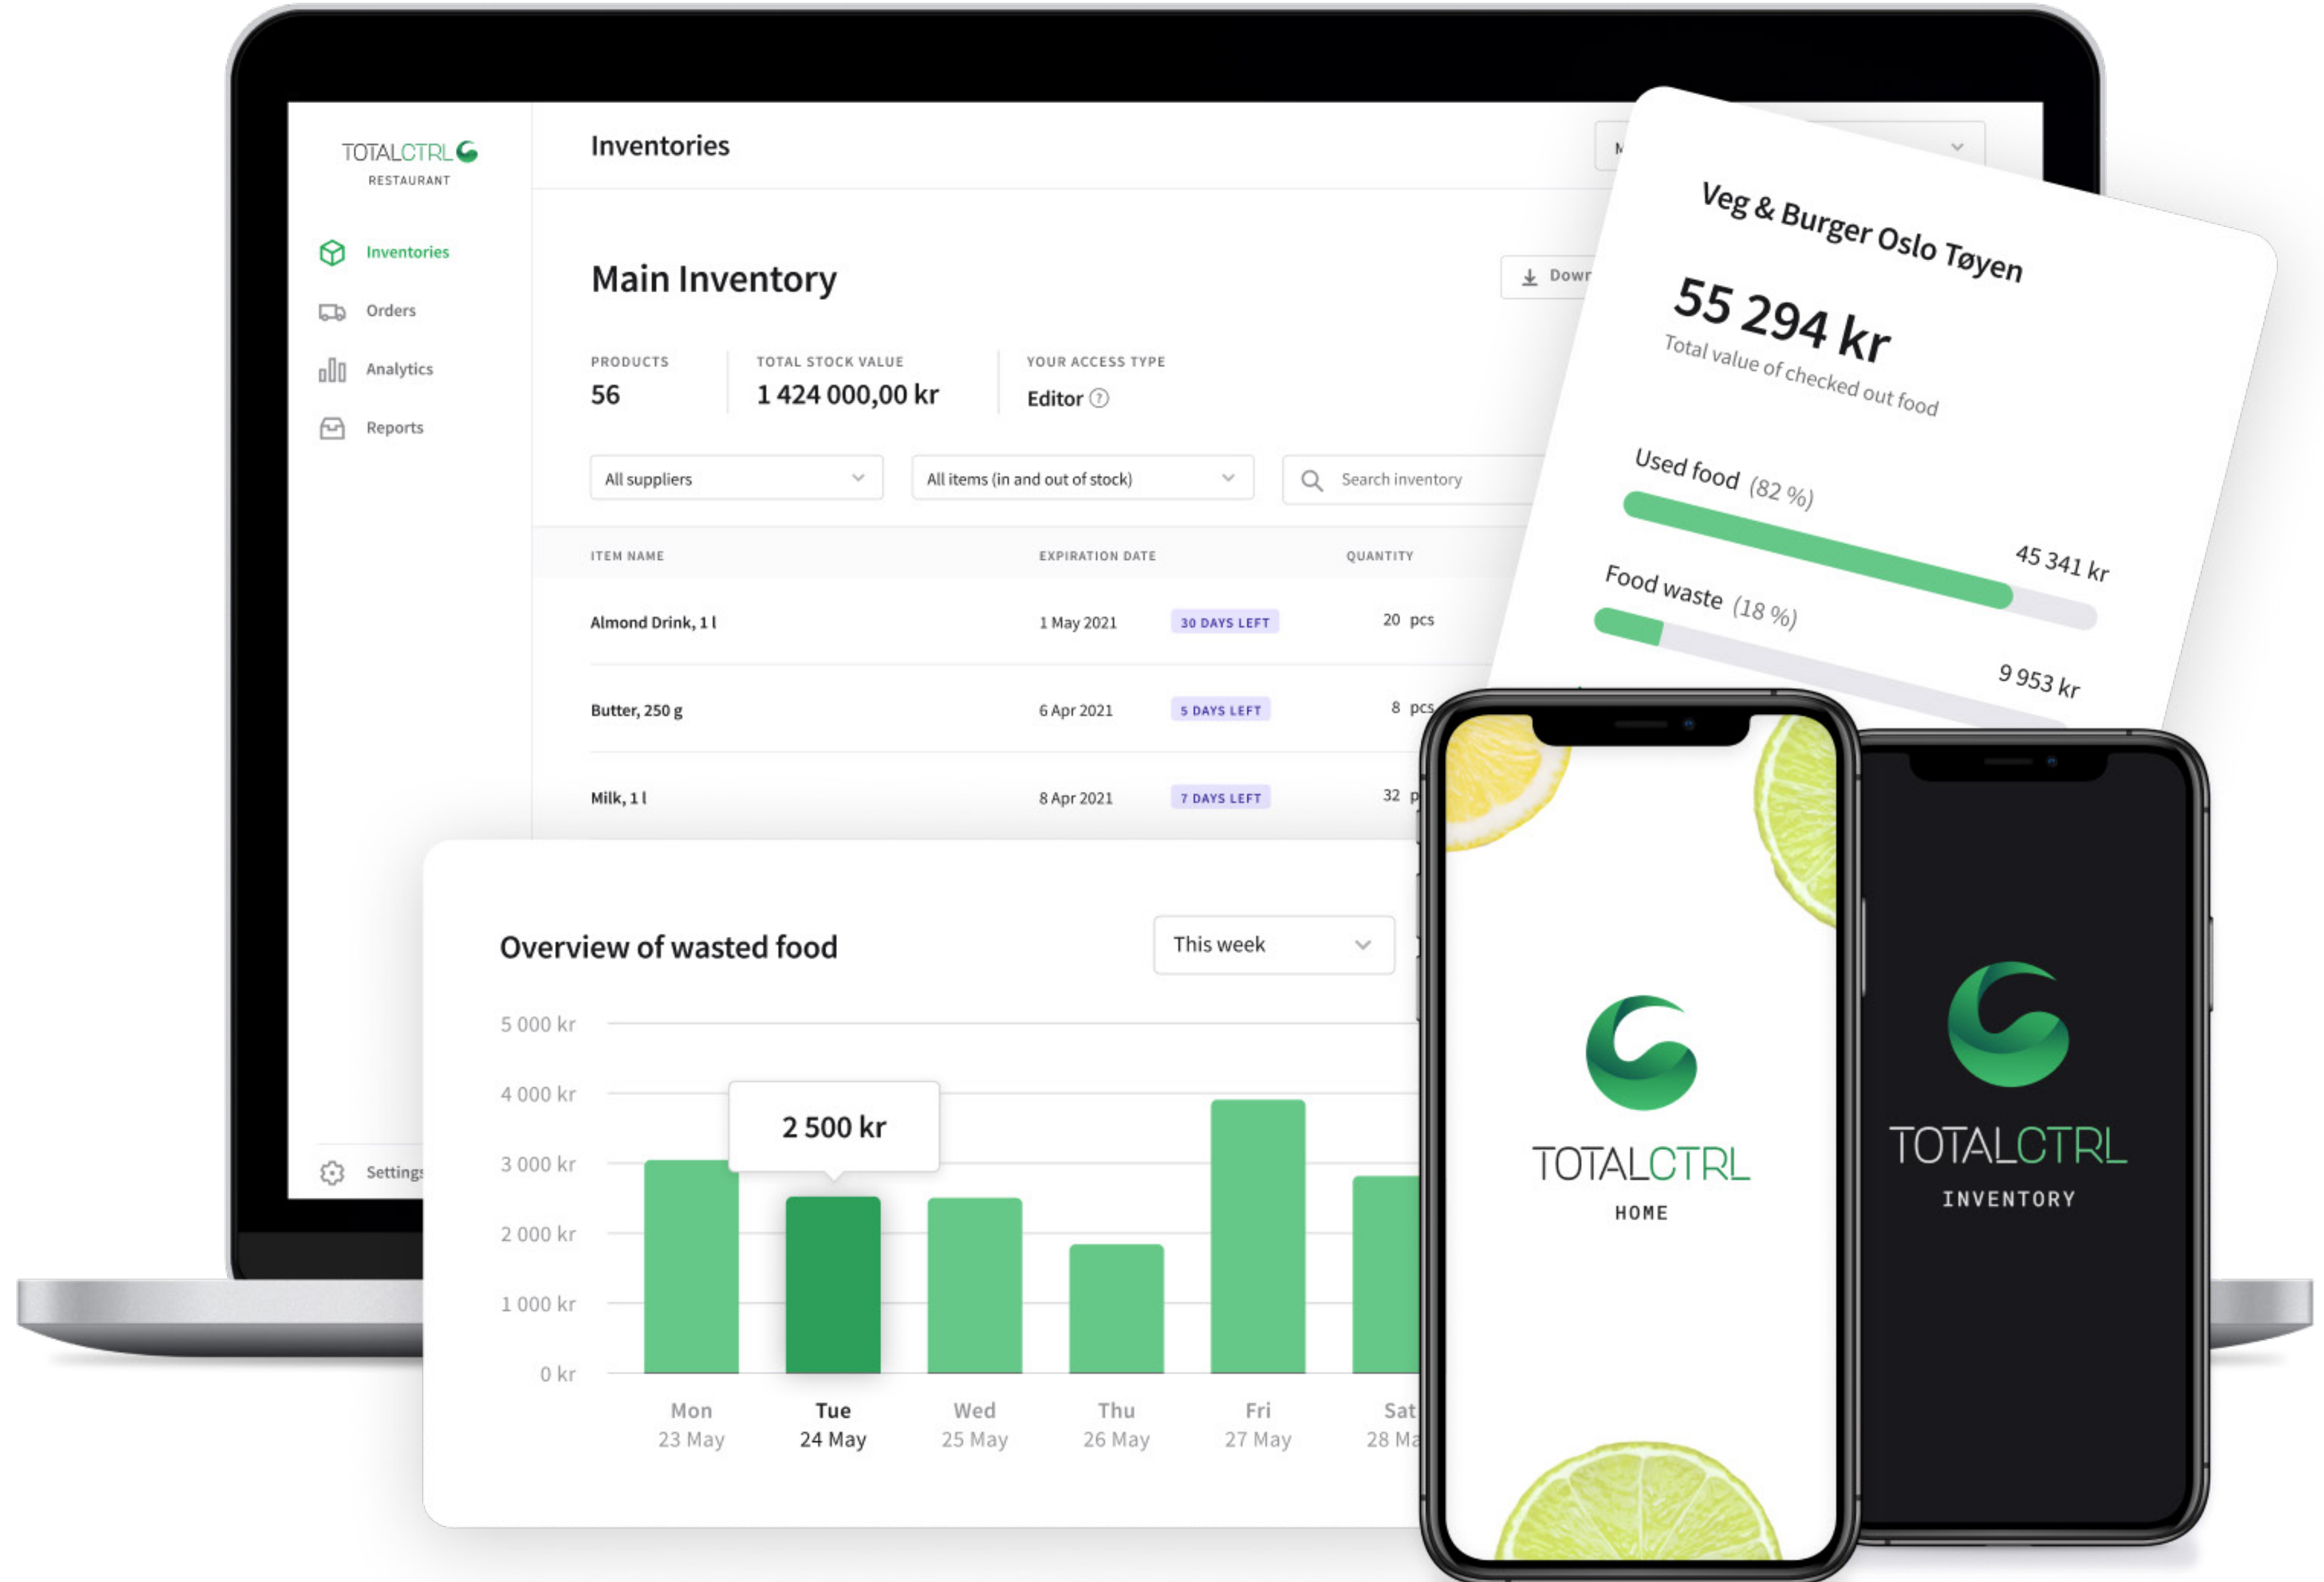 TOTALCTRL
RESTAURANT
Inventories
Orders
Analytics
Reports
Settings
Inventories
Main Inventory
PRODUCTS
56
TOTAL STOCK VALUE
1 424 000,00 kr
YOUR ACCESS TYPE
Editor ?
All suppliers
All items (in and out of stock)
Search inventory
ITEM NAME EXPIRATION DATE QUANTITY
Almond Drink, 1 l 1 May 2021 30 DAYS LEFT 20 pcs
Butter, 250 g 6 Apr 2021 5 DAYS LEFT 8 pcs
Milk, 1 l 8 Apr 2021 7 DAYS LEFT 32
Veg & Burger Oslo Tøyen
55 294 kr
Total value of checked out food
Used food (82 %)
45 341 kr
Food waste (18 %)
9 953 kr
Overview of wasted food
This week
5 000 kr
4 000 kr
3 000 kr
2 000 kr
1 000 kr
0 kr
2 500 kr
Mon
23 May
Tue
24 May
Wed
25 May
Thu
26 May
Fri
27 May
Sat
28
TOTALCTRL
HOME
TOTALCTRL
INVENTORY